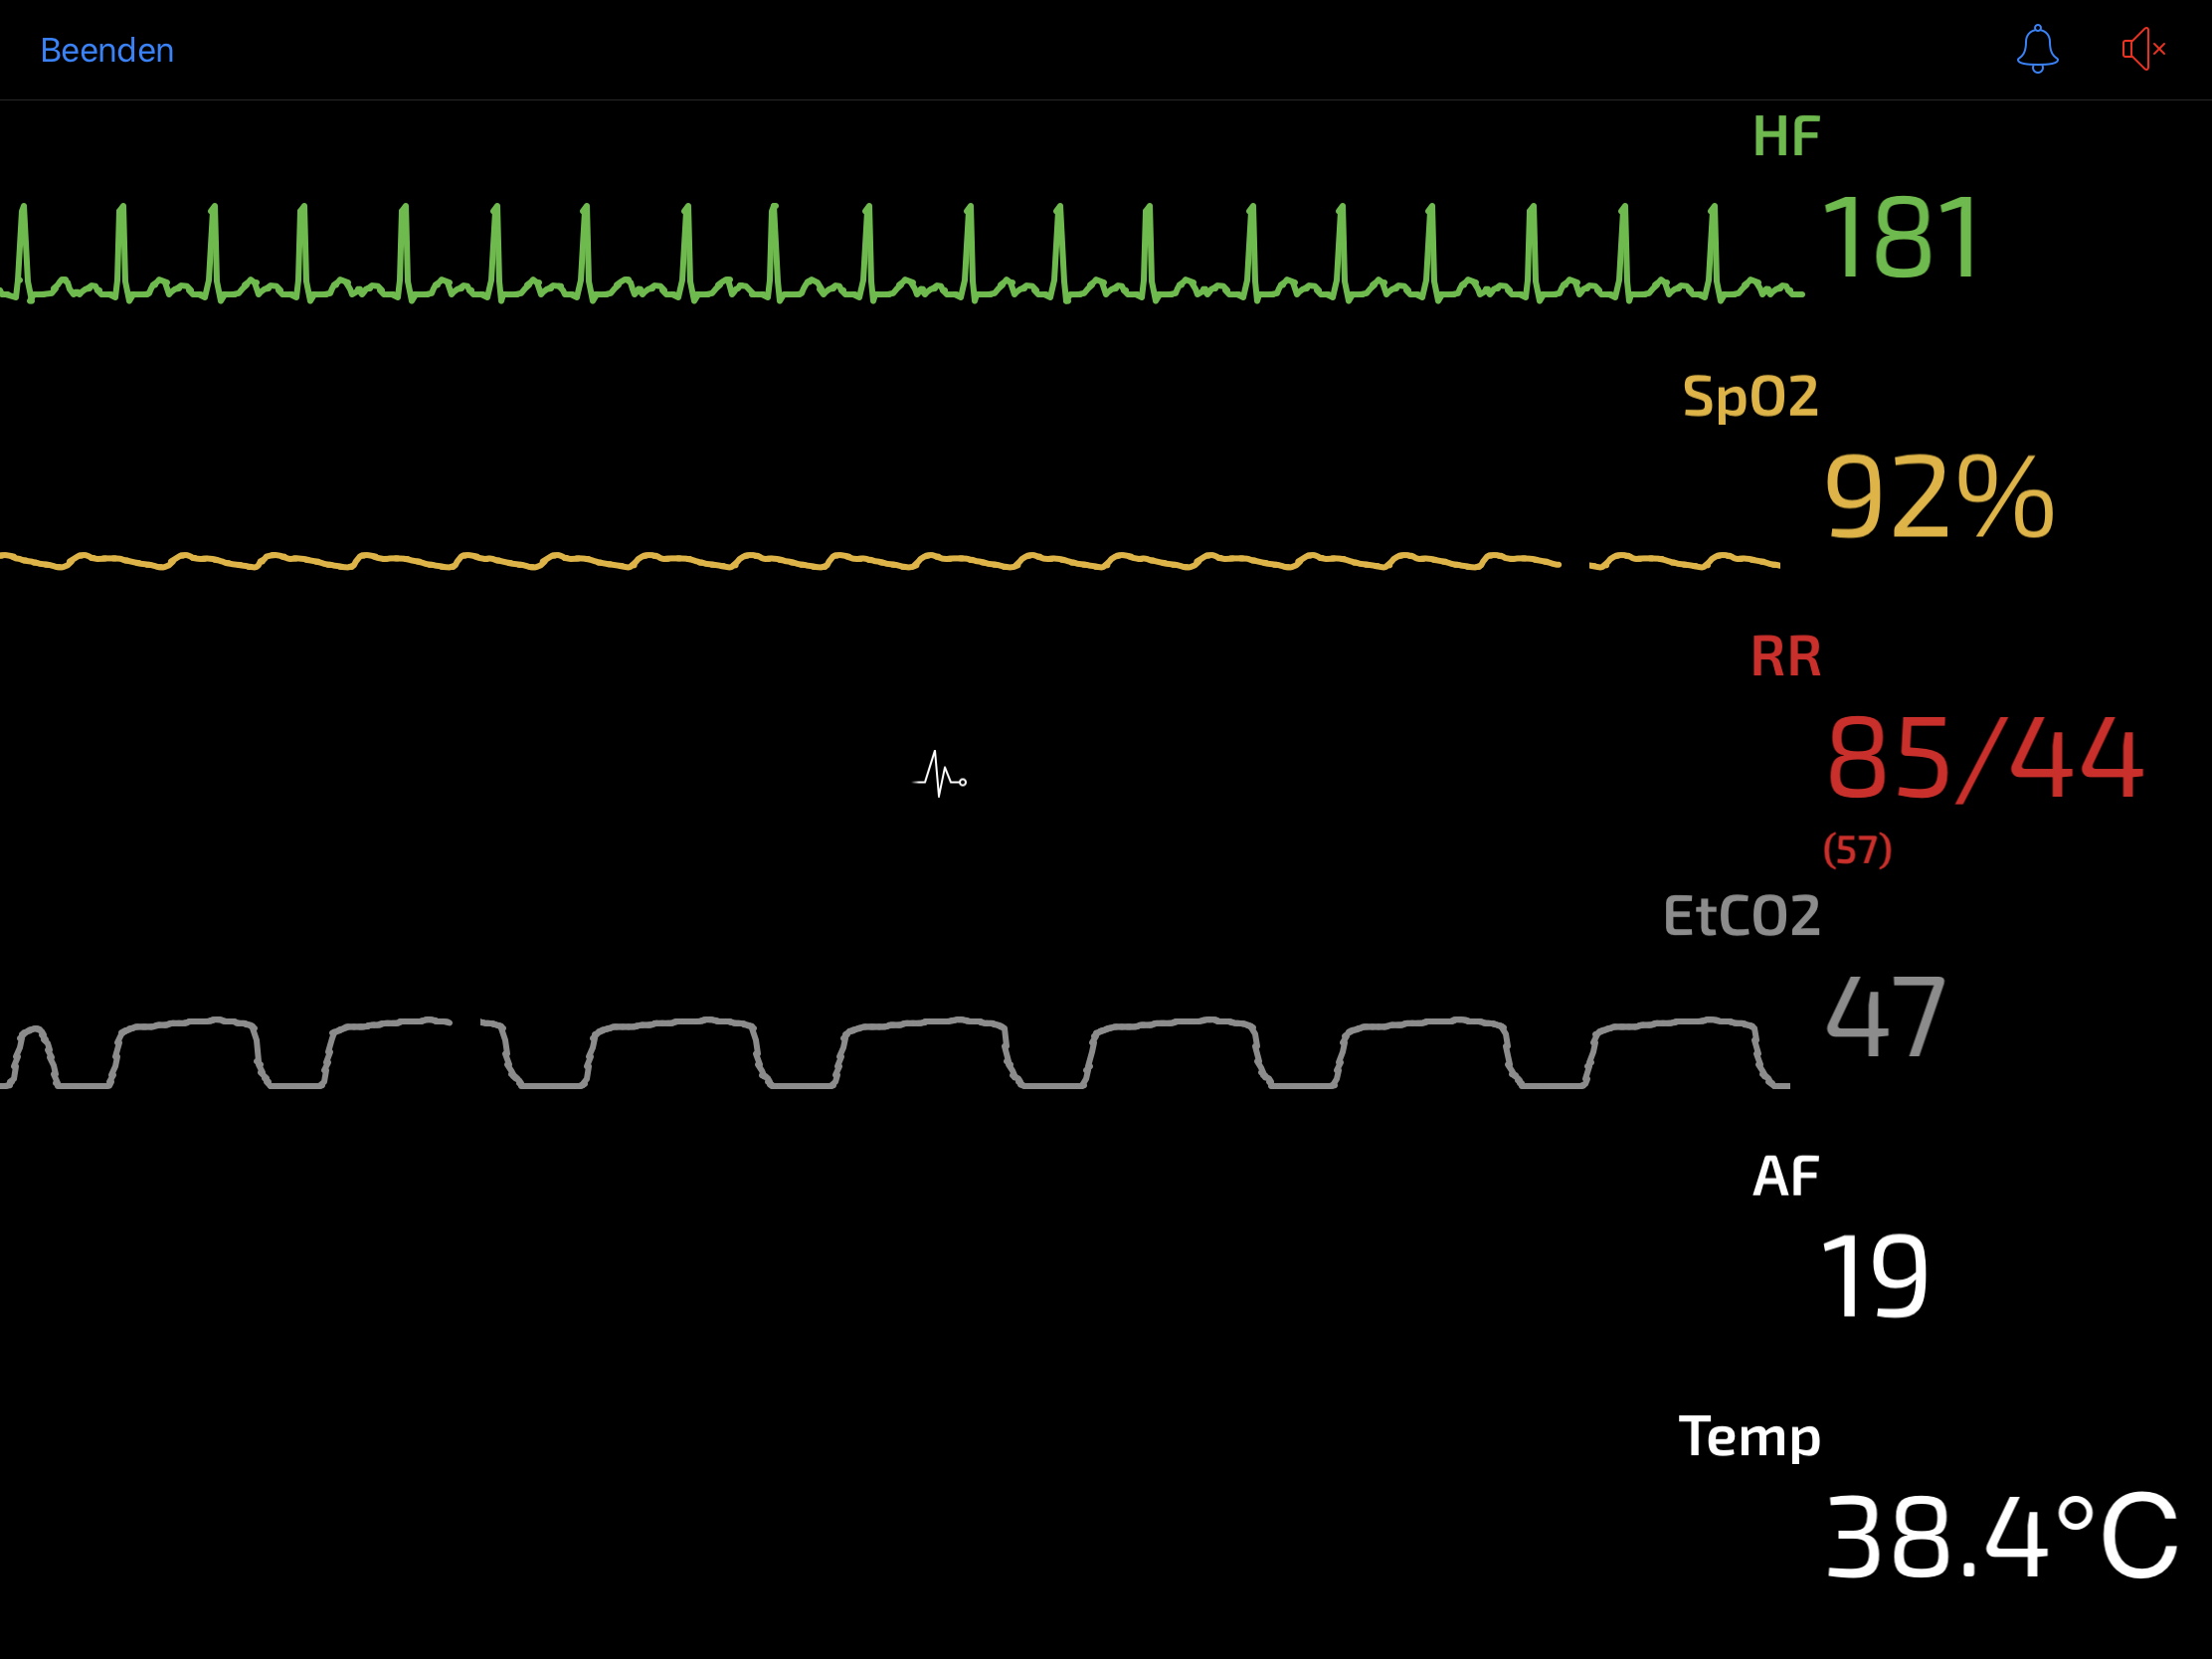 Beenden
HF
181
SpO2
92%
RR
85/44
(57)
EtCO2
47
AF
19
Temp
38.4°C